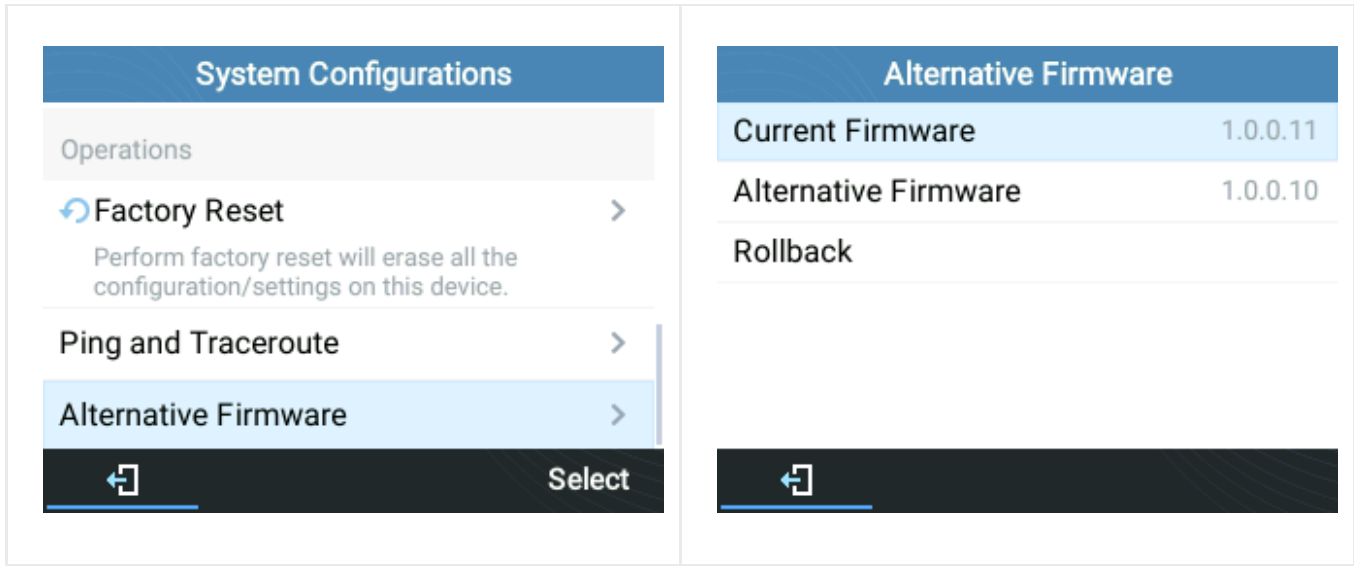 System Configurations
Operations
Factory Reset
Perform factory reset will erase all the
configuration/settings on this device.
Ping and Traceroute
Alternative Firmware
Select
Alternative Firmware
Current Firmware 1.0.0.11
Alternative Firmware 1.0.0.10
Rollback